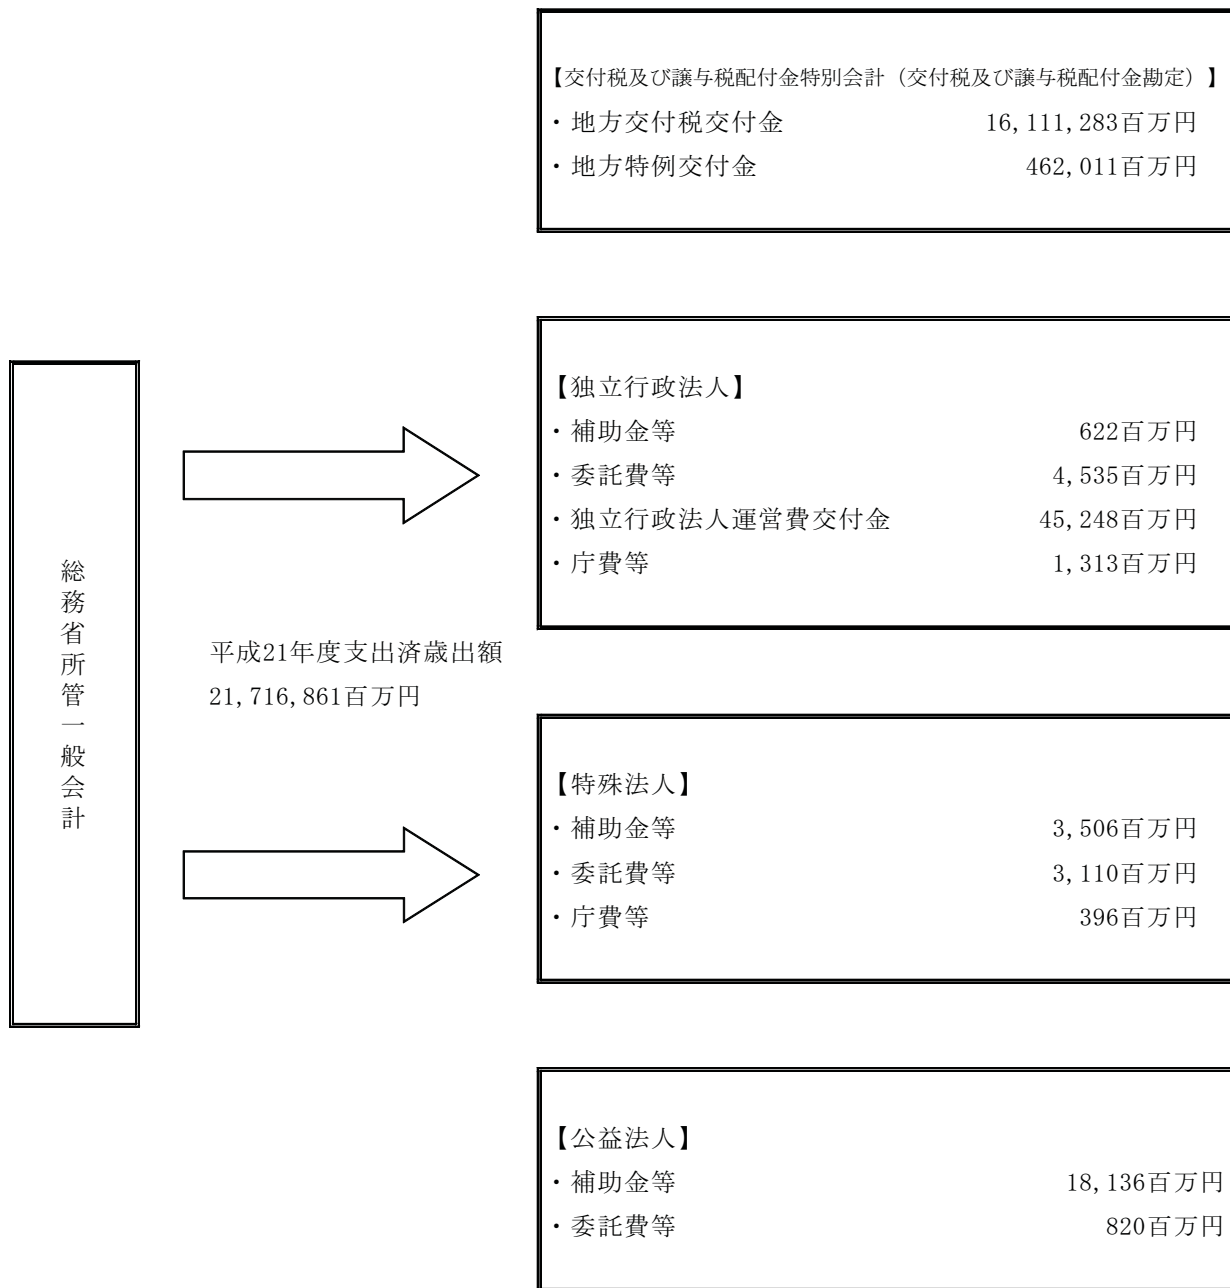 【交付税及び譲与税配付金特別会計（交付税及び譲与税配付金勘定）】
・地方交付税交付金 16,111,283百万円
・地方特例交付金 462,011百万円
【独立行政法人】
・補助金等 622百万円
・委託費等 4,535百万円
・独立行政法人運営費交付金 45,248百万円
・庁費等 1,313百万円
総務省所管一般会計
平成21年度支出済歳出額
21,716,861百万円
【特殊法人】
・補助金等 3,506百万円
・委託費等 3,110百万円
・庁費等 396百万円
【公益法人】
・補助金等 18,136百万円
・委託費等 820百万円